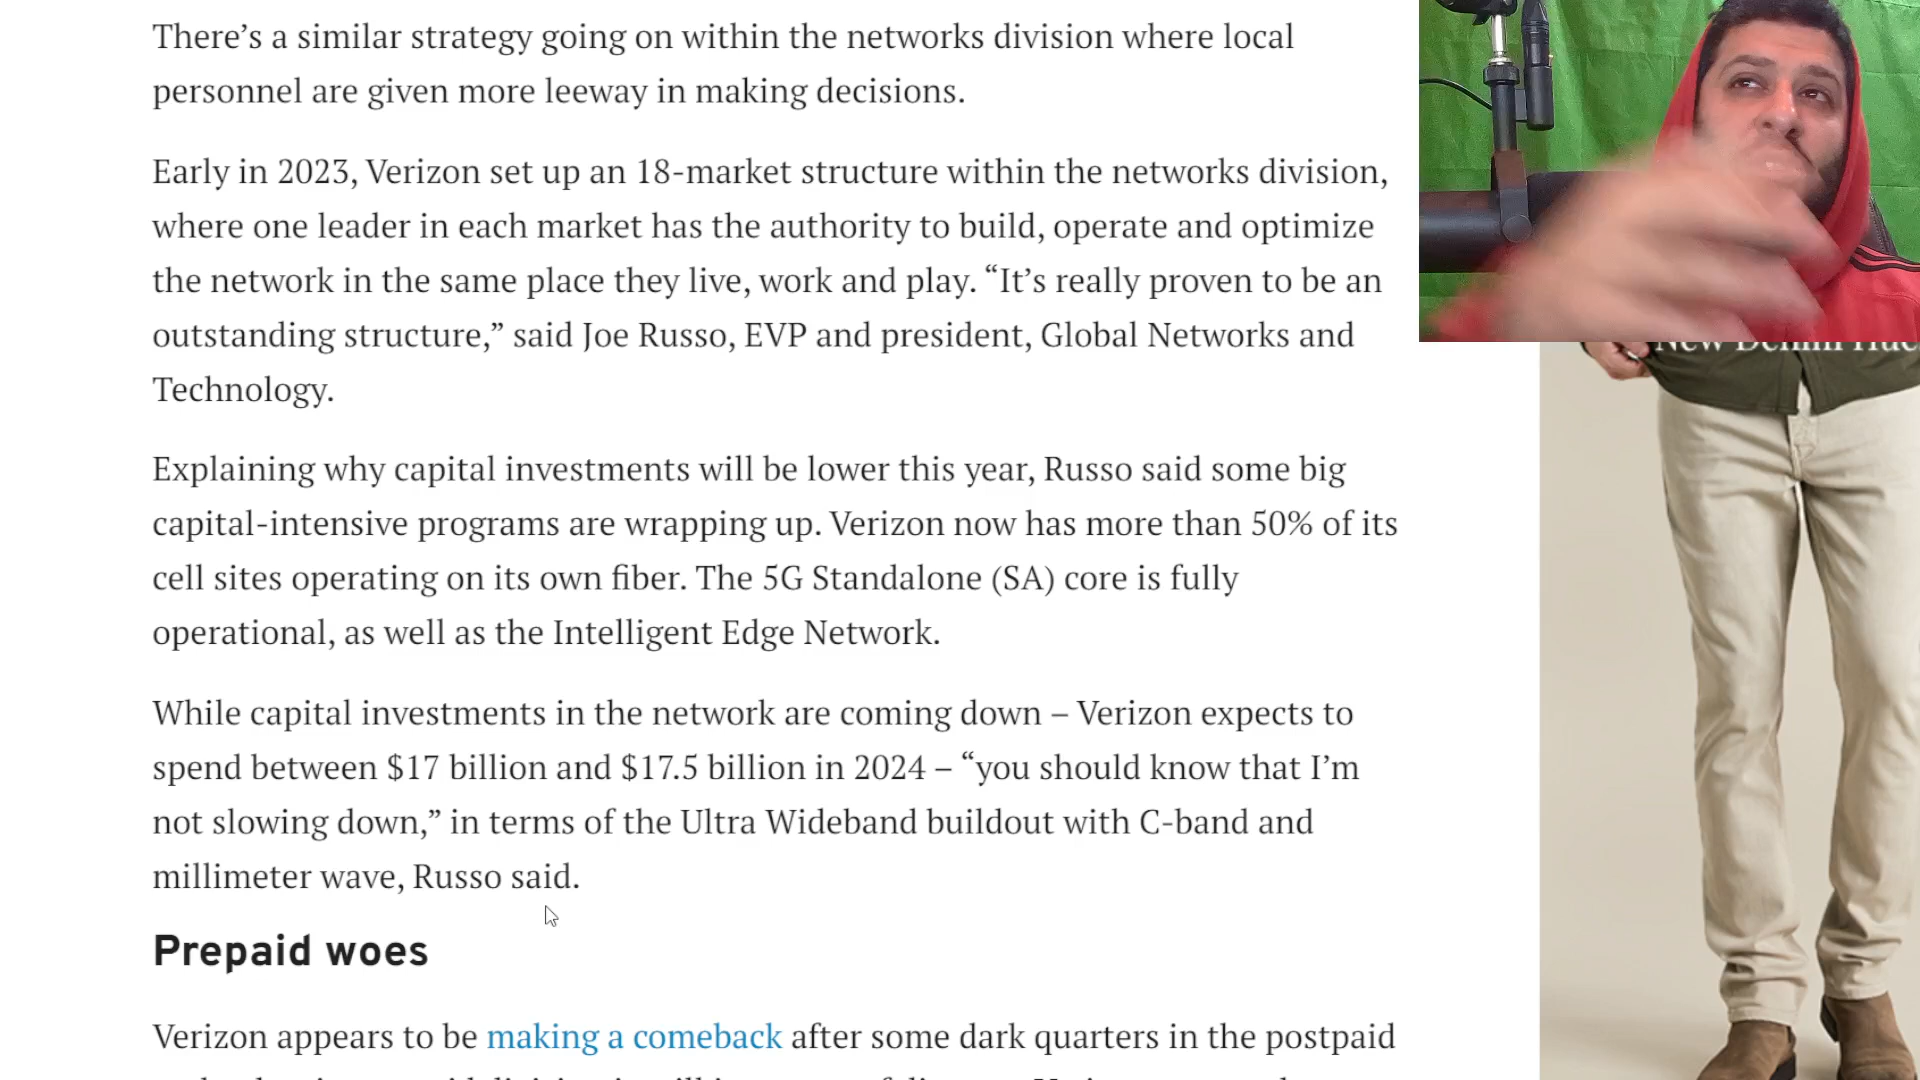 There’s a similar strategy going on within the networks division where local
personnel are given more leeway in making decisions.
Early in 2023, Verizon set up an 18-market structure within the networks division,
where one leader in each market has the authority to build, operate and optimize
the network in the same place they live, work and play. “It’s really proven to be an
outstanding structure,” said Joe Russo, EVP and president, Global Networks and
Technology.
Explaining why capital investments will be lower this year, Russo said some big
capital-intensive programs are wrapping up. Verizon now has more than 50% of its
cell sites operating on its own fiber. The 5G Standalone (SA) core is fully
operational, as well as the Intelligent Edge Network.
While capital investments in the network are coming down – Verizon expects to
spend between $17 billion and $17.5 billion in 2024 – “you should know that I’m
not slowing down,” in terms of the Ultra Wideband buildout with C-band and
millimeter wave, Russo said.
Prepaid woes
Verizon appears to be making a comeback after some dark quarters in the postpaid